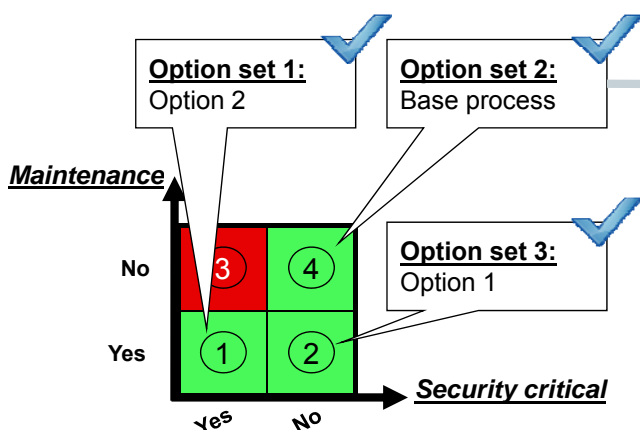 Option set 1:
Option 2
Option set 2:
Base process
Maintenance
Option set 3:
Option 1
No
3
4
Yes
1
2
Security critical
Yes
No